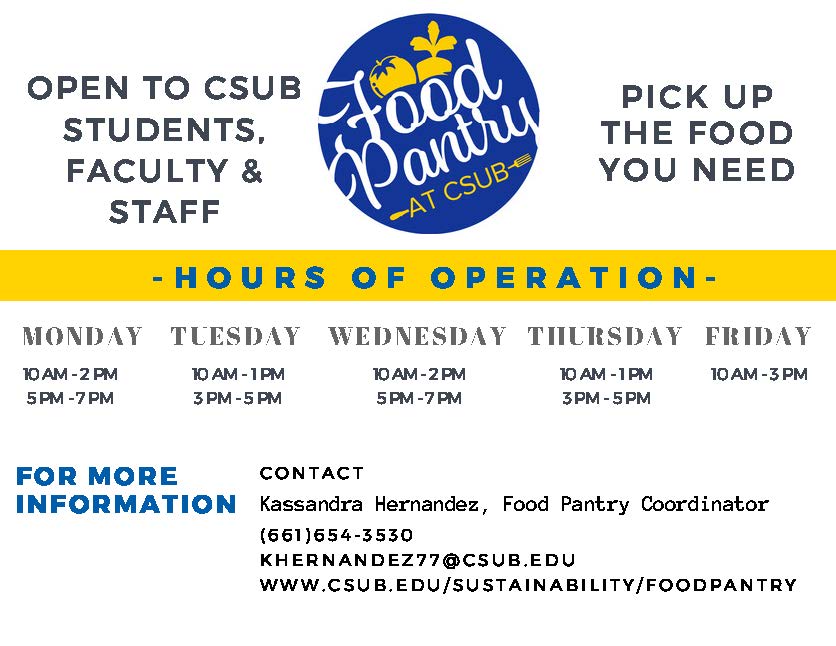 OPEN TO CSUB
STUDENTS,
FACULTY &
STAFF
Food
Pantry
AT CSUB
PICK UP
THE FOOD
YOU NEED
-HOURS OF OPERATION-
MONDAY TUESDAY WEDNESDAY THURSDAY FRIDAY
10 AM - 2 PM 10 AM - 1 PM 10 AM - 2 PM 10 AM - 1 PM 10 AM - 3 PM
5 PM - 7 PM 3 PM - 5 PM 5 PM - 7 PM 3 PM - 5 PM
FOR MORE
INFORMATION
CONTACT
Kassandra Hernandez, Food Pantry Coordinator
(661)654-3530
KHERNANDEZ77@CSUB.EDU
WWW.CSUB.EDU/SUSTAINABILITY/FOODPANTRY